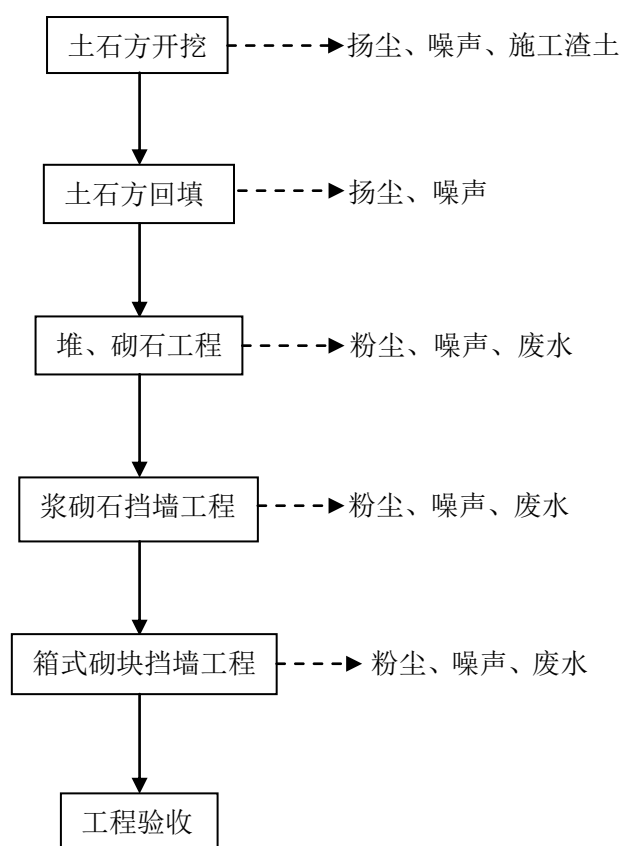 土石方开挖 扬尘、噪声、施工渣土
土石方回填 扬尘、噪声
堆、砌石工程 粉尘、噪声、废水
浆砌石挡墙工程 粉尘、噪声、废水
箱式砌块挡墙工程 粉尘、噪声、废水
工程验收